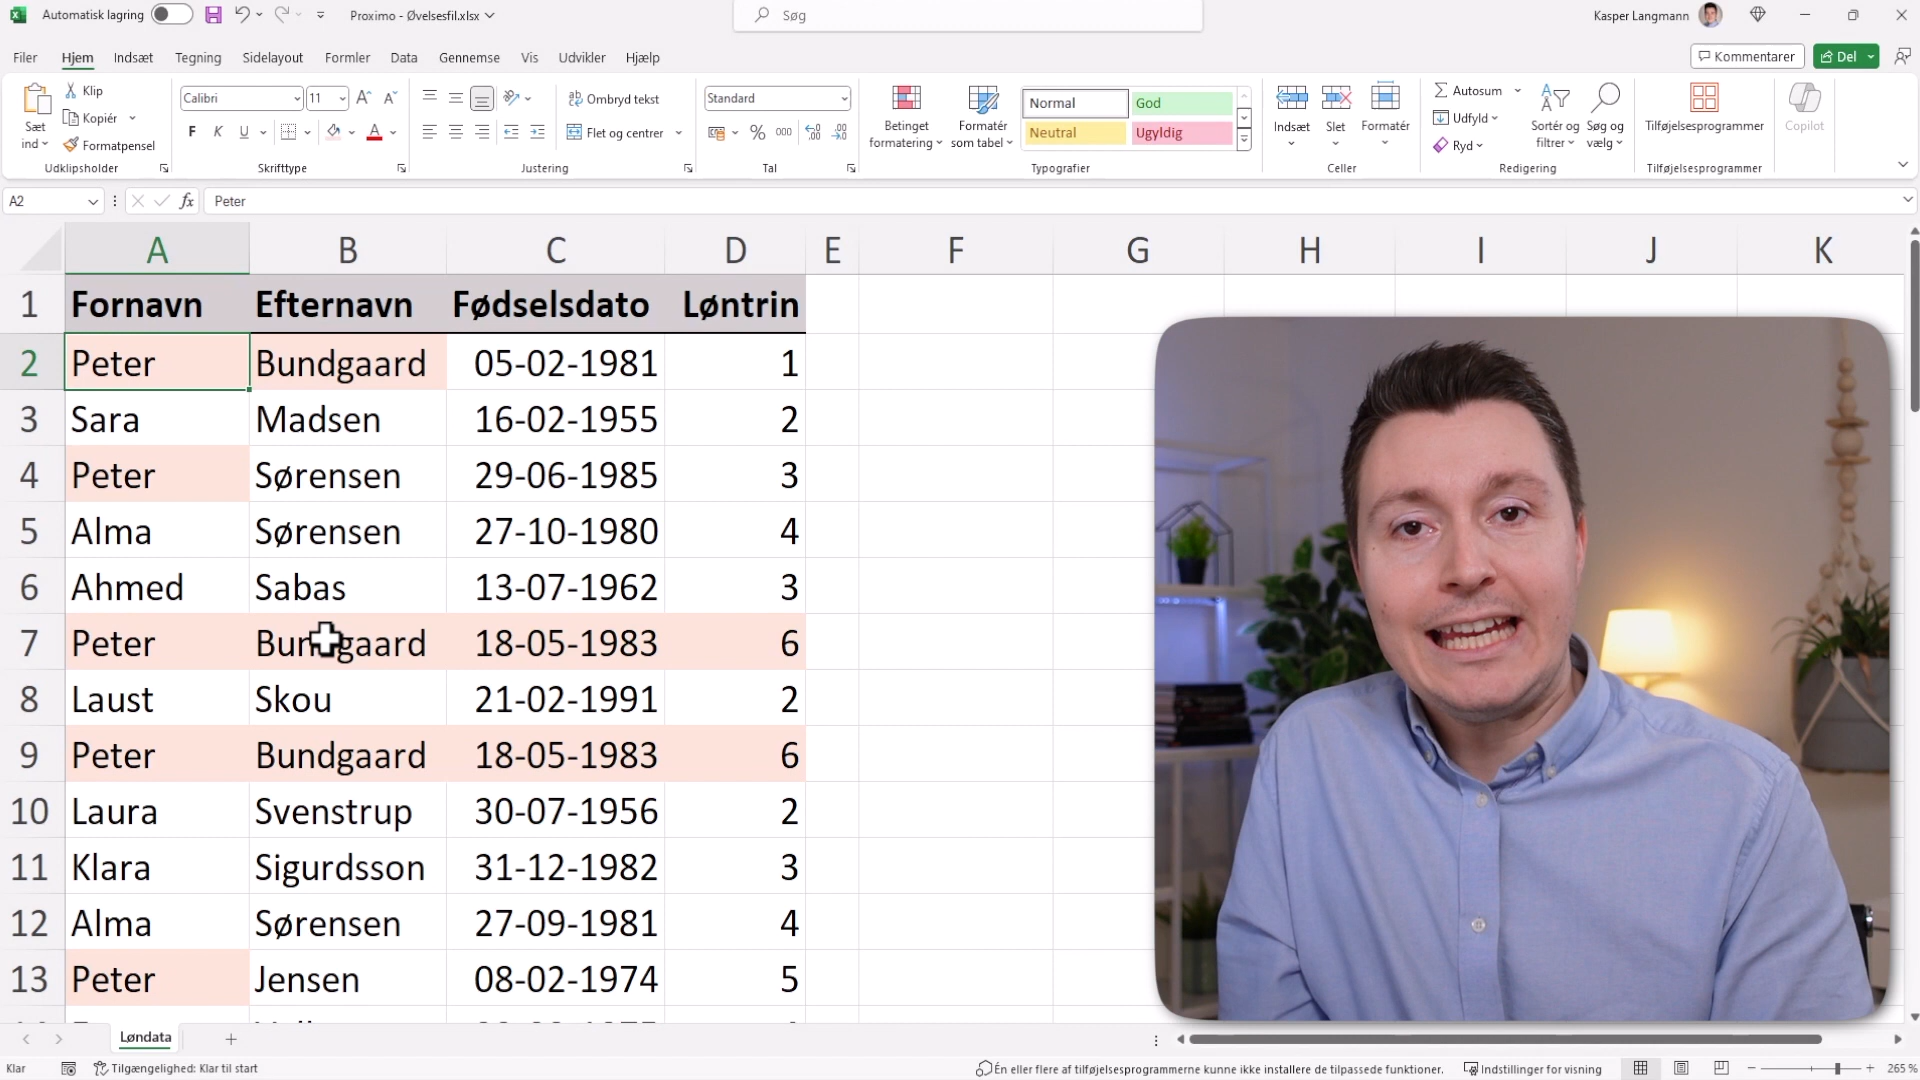 Automatisk lagring
Proximo - Øvelsesfil.xlsx
Søg
Kasper Langmann
Filer Hjem Indsæt Tegning Sidelayout Formler Data Gennemse Vis Udvikler Hjælp
Kommentarer Del
Sæt ind
Klip
Kopiér
Formatpensel
Udklipsholder
Calibri 11
F K U
Skrifttype
Ombryd tekst
Flet og centrer
Justering
Standard
% 000
Tal
Betinget formatering
Formatér som tabel
Normal God
Neutral Ugyldig
Typografier
Indsæt Slet Formatér
Celler
Autosum
Udfyld
Ryd
Sortér og filtrer
Søg og vælg
Redigering
Tilføjelsesprogrammer
Tilføjelsesprogrammer
Copilot
A2 fx Peter
A B C D E F G H I J K
1 Fornavn Efternavn Fødselsdato Løntrin
2 Peter Bundgaard 05-02-1981 1
3 Sara Madsen 16-02-1955 2
4 Peter Sørensen 29-06-1985 3
5 Alma Sørensen 27-10-1980 4
6 Ahmed Sabas 13-07-1962 3
7 Peter Bundgaard 18-05-1983 6
8 Laust Skou 21-02-1991 2
9 Peter Bundgaard 18-05-1983 6
10 Laura Svenstrup 30-07-1956 2
11 Klara Sigurdsson 31-12-1982 3
12 Alma Sørensen 27-09-1981 4
13 Peter Jensen 08-02-1974 5
Løndata
Klar
Tilgængelighed: Klar til start
Én eller flere af tilføjelsesprogrammerne kunne ikke installere de tilpassede funktioner.
Indstillinger for visning
265 %